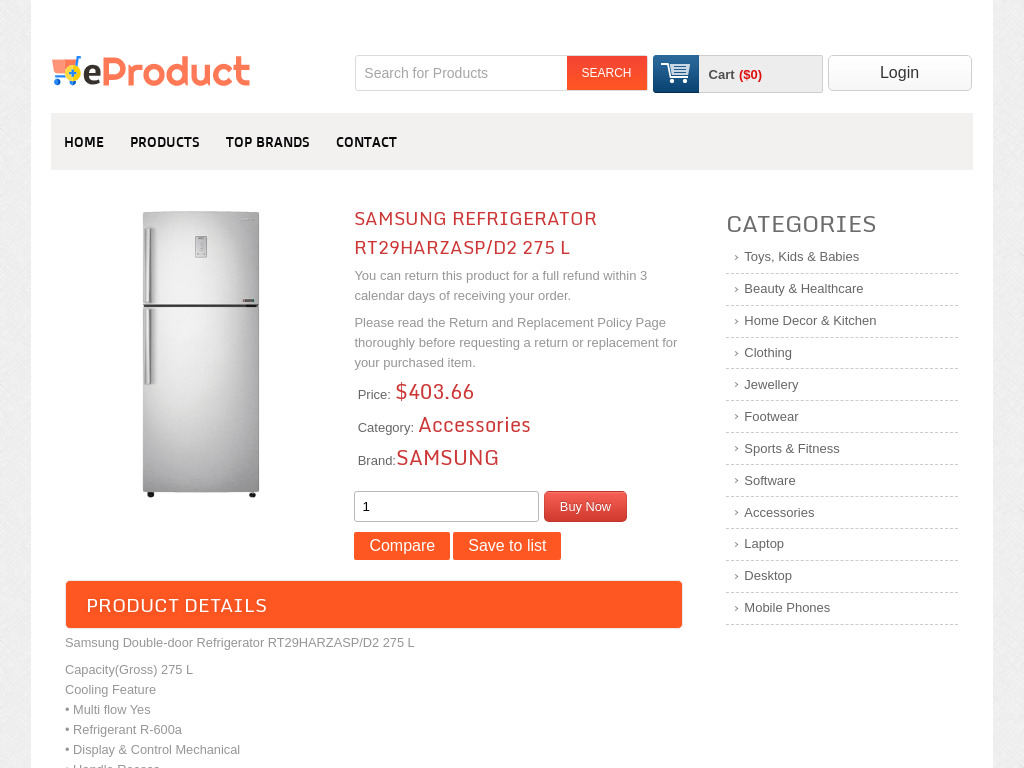 eProduct
Search for Products
SEARCH
Cart ($0)
Login
HOME
PRODUCTS
TOP BRANDS
CONTACT
SAMSUNG REFRIGERATOR
RT29HARZASP/D2 275 L
You can return this product for a full refund within 3
calendar days of receiving your order.
Please read the Return and Replacement Policy Page
thoroughly before requesting a return or replacement for
your purchased item.
Price: $403.66
Category: Accessories
Brand:SAMSUNG
1
Buy Now
Compare
Save to list
PRODUCT DETAILS
Samsung Double-door Refrigerator RT29HARZASP/D2 275 L
Capacity(Gross) 275 L
Cooling Feature
• Multi flow Yes
• Refrigerant R-600a
• Display & Control Mechanical
• Handle Recess
CATEGORIES
Toys, Kids & Babies
Beauty & Healthcare
Home Decor & Kitchen
Clothing
Jewellery
Footwear
Sports & Fitness
Software
Accessories
Laptop
Desktop
Mobile Phones